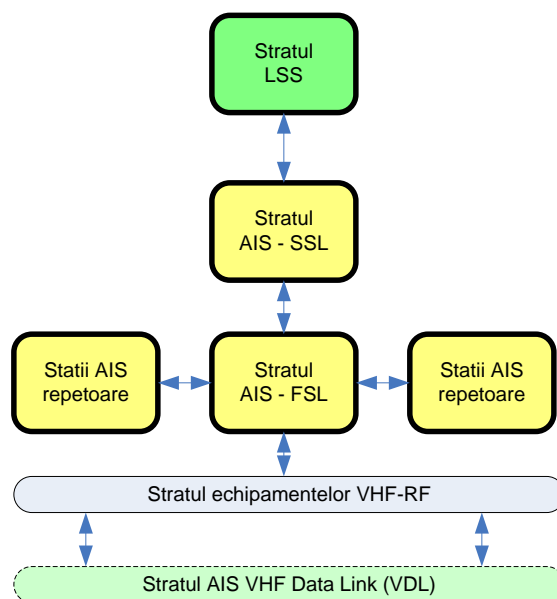 Stratul
LSS
Stratul
AIS - SSL
Statii AIS
repetoare
Stratul
AIS - FSL
Statii AIS
repetoare
Stratul echipamentelor VHF-RF
Stratul AIS VHF Data Link (VDL)